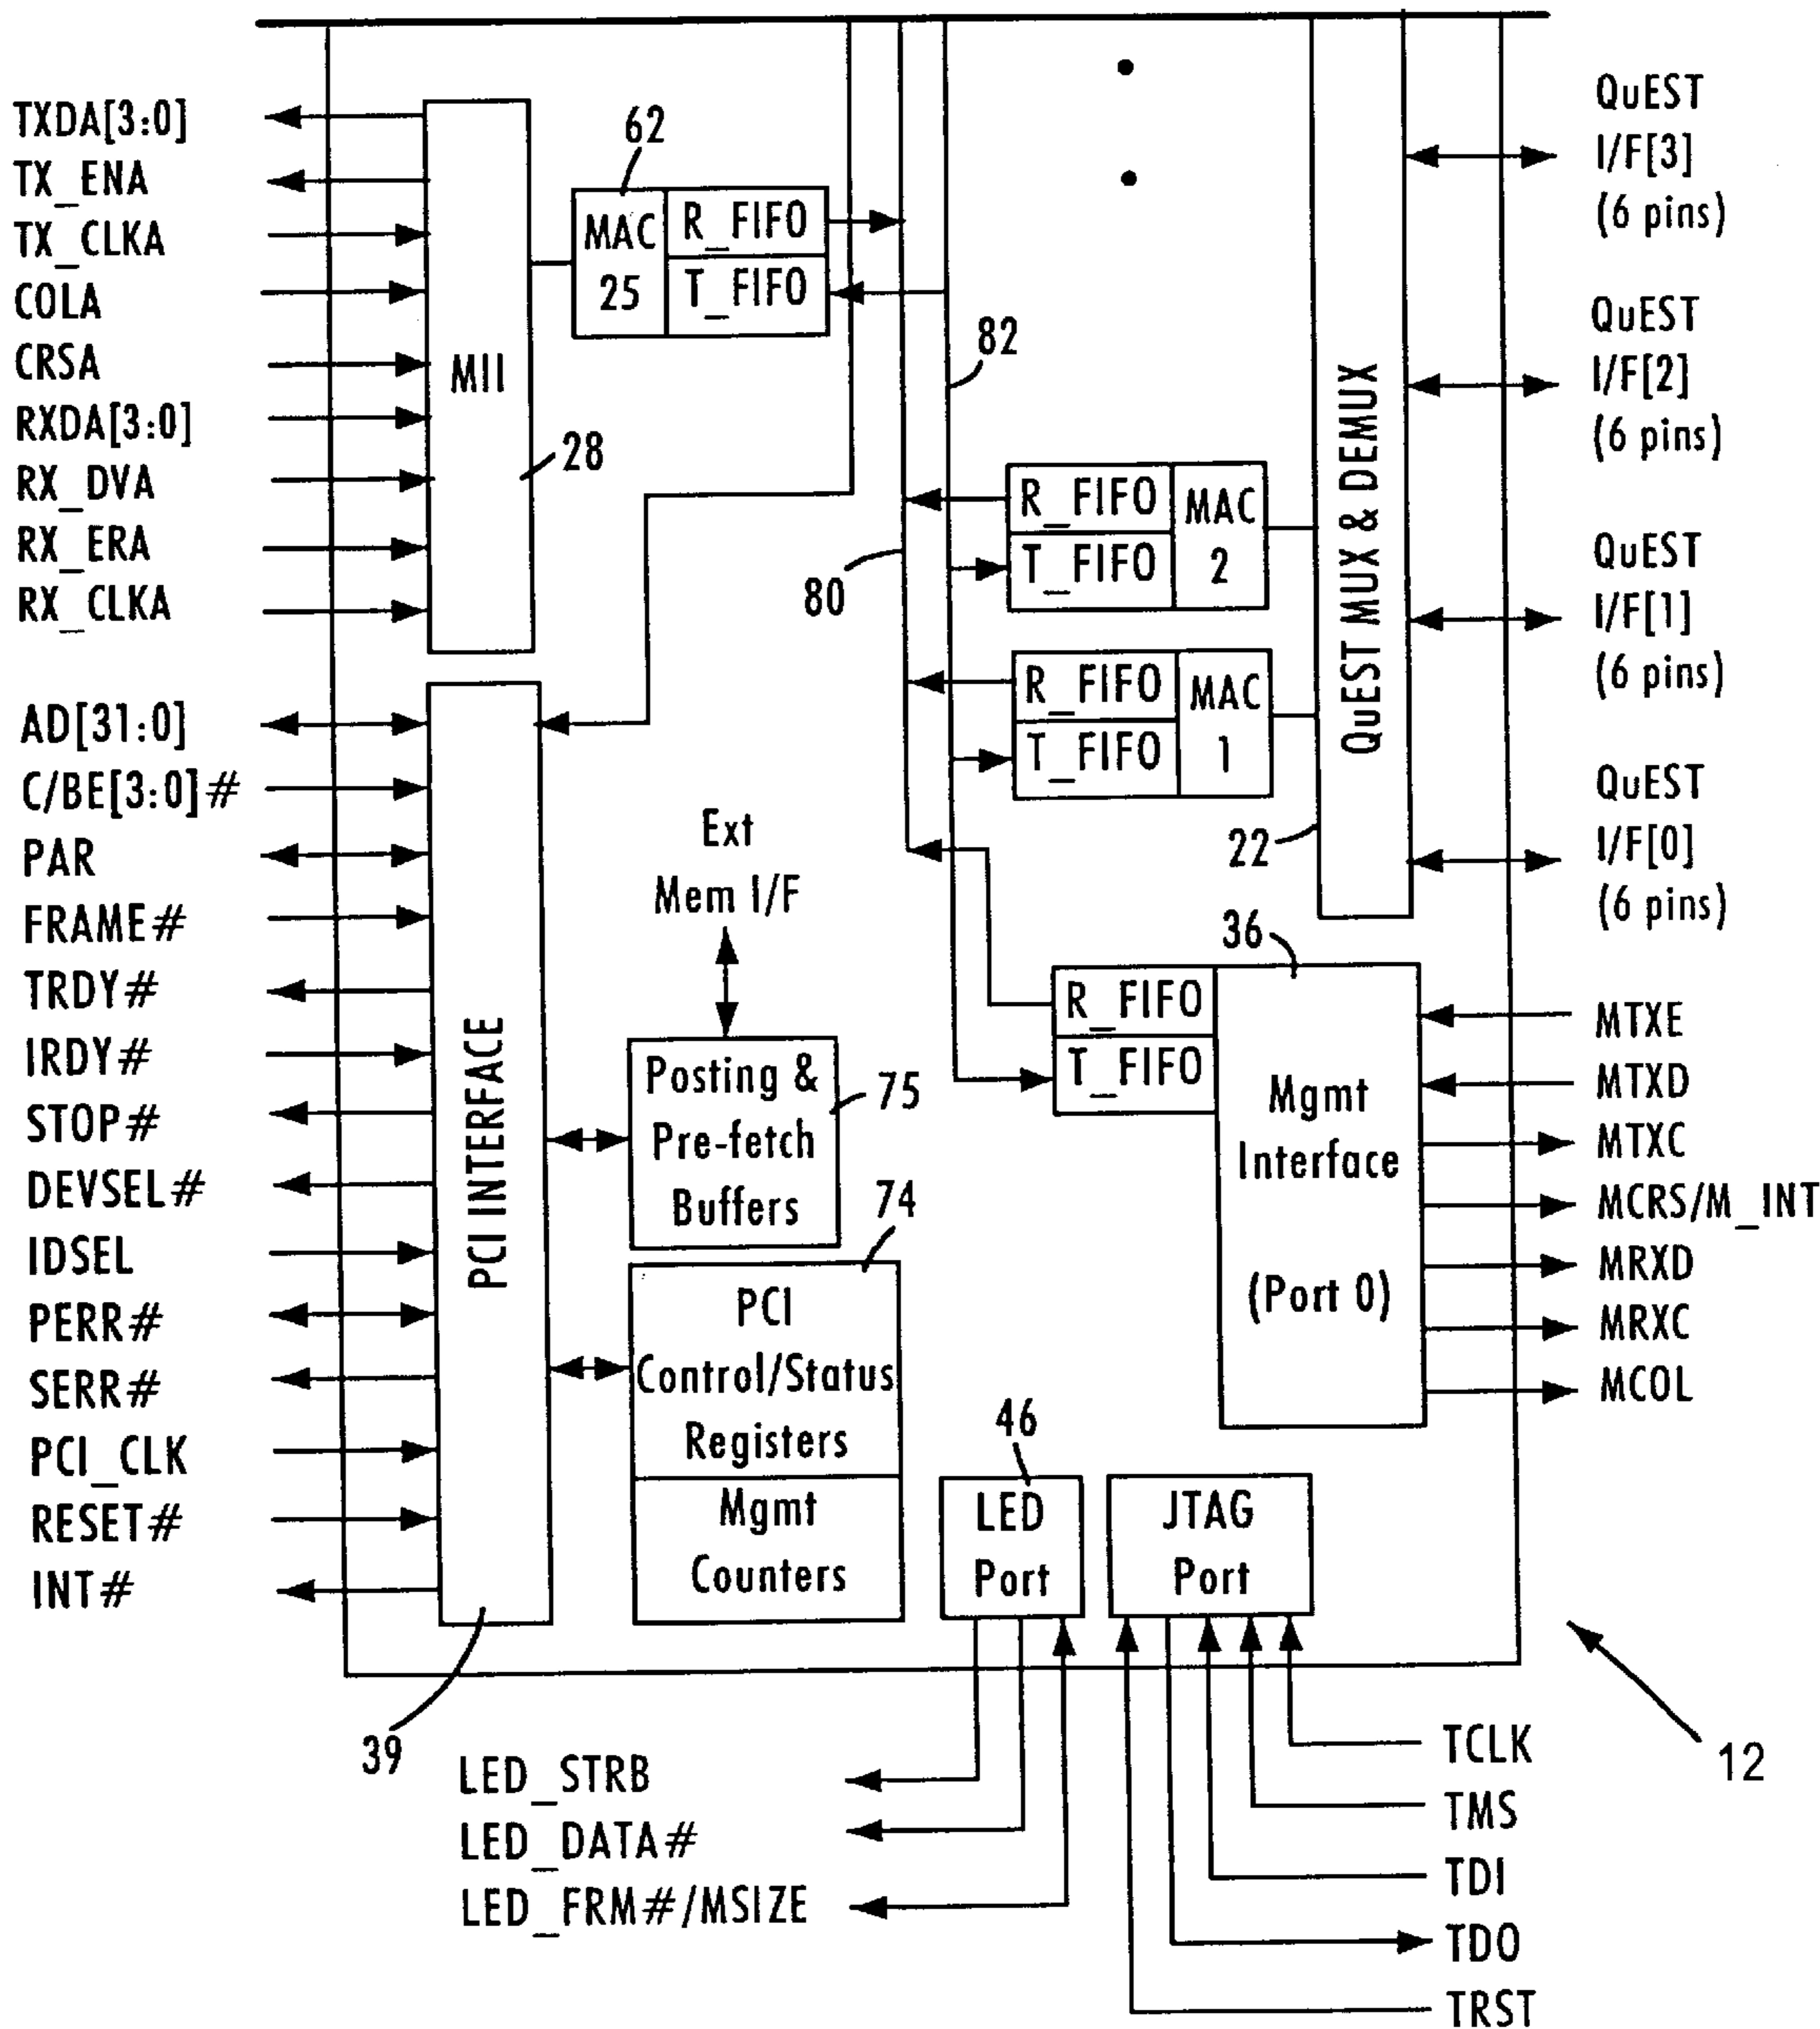 TXDA[3:0]
TX_ENA
TX_CLKA
COLA
CRSA
RXDA[3:0]
RX_DVA
RX_ERA
RX_CLKA
MII
28
62
MAC
25
R_FIFO
T_FIFO
82
80
R_FIFO
T_FIFO
MAC
2
R_FIFO
T_FIFO
MAC
1
QuEST MUX & DEMUX
22
QuEST
I/F[3]
(6 pins)
QuEST
I/F[2]
(6 pins)
QuEST
I/F[1]
(6 pins)
QuEST
I/F[0]
(6 pins)
AD[31:0]
C/BE[3:0]#
PAR
FRAME#
TRDY#
IRDY#
STOP#
DEVSEL#
IDSEL
PERR#
SERR#
PCI_CLK
RESET#
INT#
PCI INTERFACE
39
Ext
Mem I/F
Posting &
Pre-fetch
Buffers
75
74
PCI
Control/Status
Registers
Mgmt
Counters
36
R_FIFO
T_FIFO
Mgmt
Interface
(Port 0)
MTXE
MTXD
MTXC
MCRS/M_INT
MRXD
MRXC
MCOL
46
LED
Port
JTAG
Port
LED_STRB
LED_DATA#
LED_FRM#/MSIZE
TCLK
TMS
TDI
TDO
TRST
12